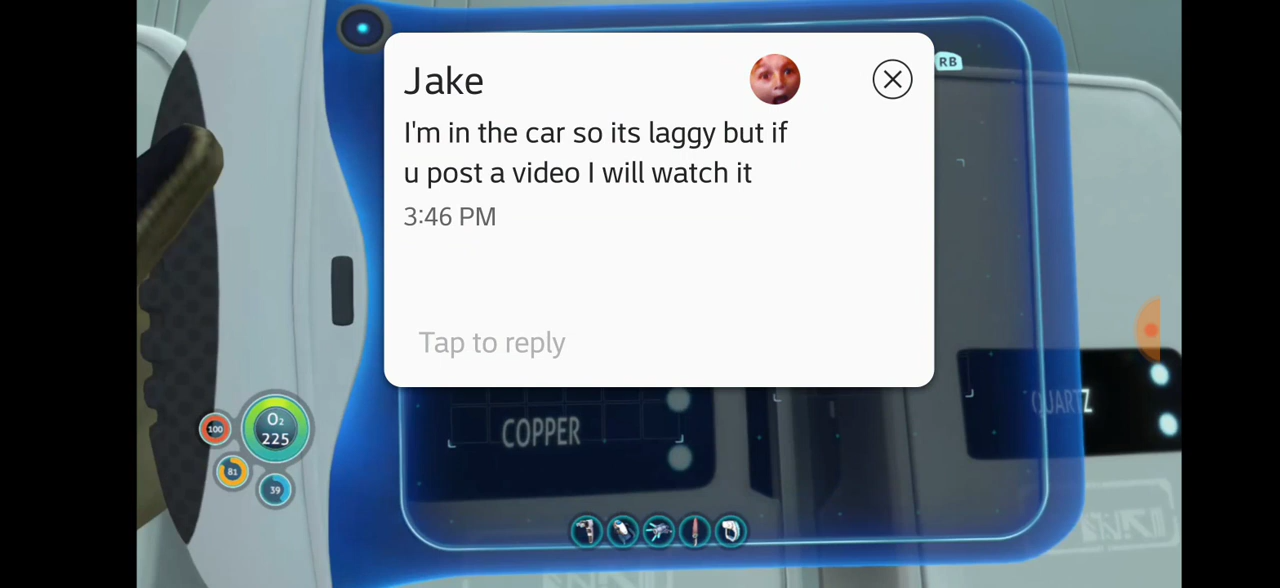 Jake
RB
I'm in the car so its laggy but if
u post a video I will watch it
3:46 PM
Tap to reply
QUARTZ
COPPER
100
O₂
225
81
39